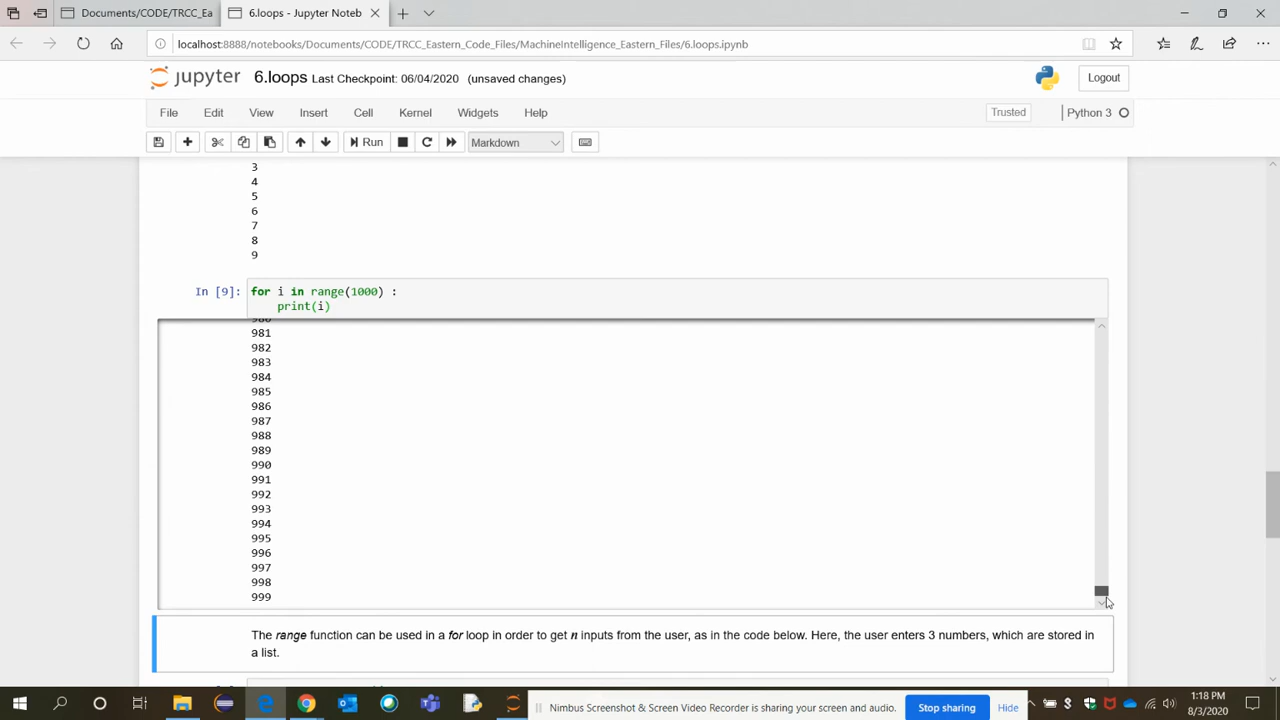 Documents/CODE/TRCC_Ea
6.loops - Jupyter Noteb
localhost:8888/notebooks/Documents/CODE/TRCC_Eastern_Code_Files/MachineIntelligence_Eastern_Files/6.loops.ipynb
jupyter 6.loops Last Checkpoint: 06/04/2020 (unsaved changes)
Logout
File Edit View Insert Cell Kernel Widgets Help
Trusted Python 3
Run Markdown
3
4
5
6
7
8
9
In [9]: for i in range(1000) :
print(i)
980
981
982
983
984
985
986
987
988
989
990
991
992
993
994
995
996
997
998
999
The range function can be used in a for loop in order to get n inputs from the user, as in the code below. Here, the user enters 3 numbers, which are stored in
a list.
Nimbus Screenshot & Screen Video Recorder is sharing your screen and audio. Stop sharing Hide
1:18 PM
8/3/2020